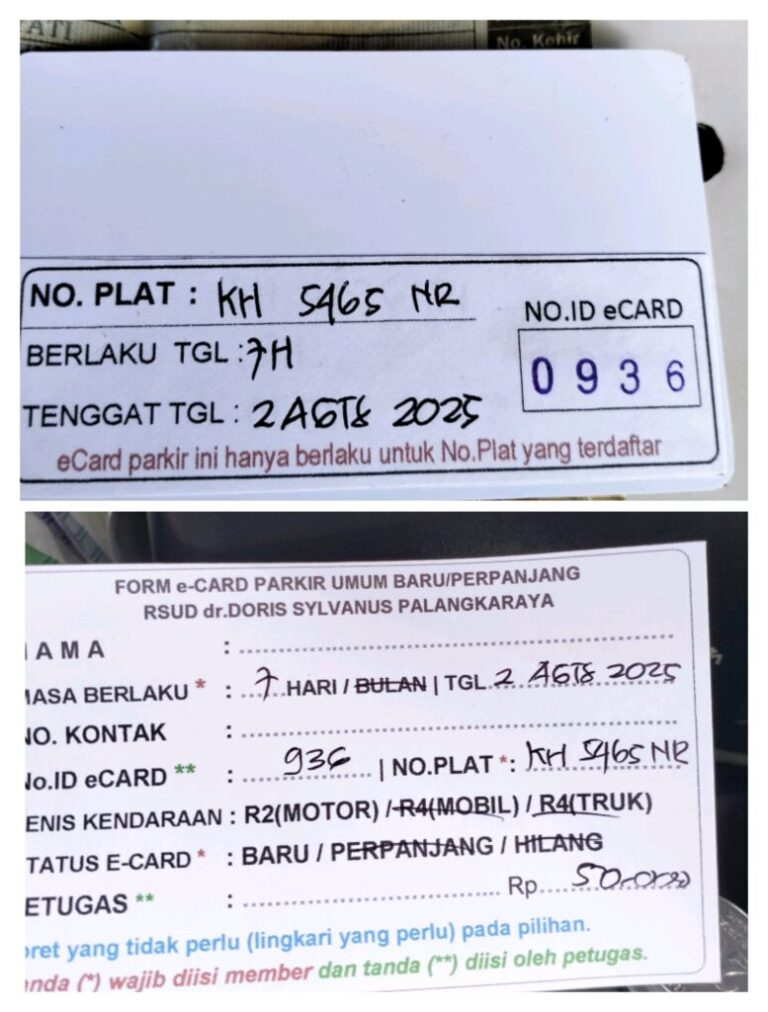 ATI
No. Kehir
NO. PLAT : KH 5465 NR
NO.ID eCARD
BERLAKU TGL : 7H
0936
TENGGAT TGL : 2 AGTS 2025
eCard parkir ini hanya berlaku untuk No.Plat yang terdaftar
FORM e-CARD PARKIR UMUM BARU/PERPANJANG
RSUD dr.DORIS SYLVANUS PALANGKARAYA
AMA :
MASA BERLAKU * : 7 HARI / BULAN | TGL. 2 AGTS 2025
NO. KONTAK :
No.ID eCARD ** : 936 | NO.PLAT *: KH 5465 NR
ENIS KENDARAAN : R2(MOTOR) / R4(MOBIL) / R4(TRUK)
TATUS E-CARD * : BARU / PERPANJANG / HILANG
ETUGAS ** : Rp. 50.000
oret yang tidak perlu (lingkari yang perlu) pada pilihan.
anda (*) wajib diisi member dan tanda (**) diisi oleh petugas.